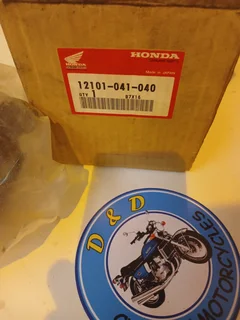 HONDA
Made in Japan
12101-041-040
QTY 1
D & D
MOTORCYCLES